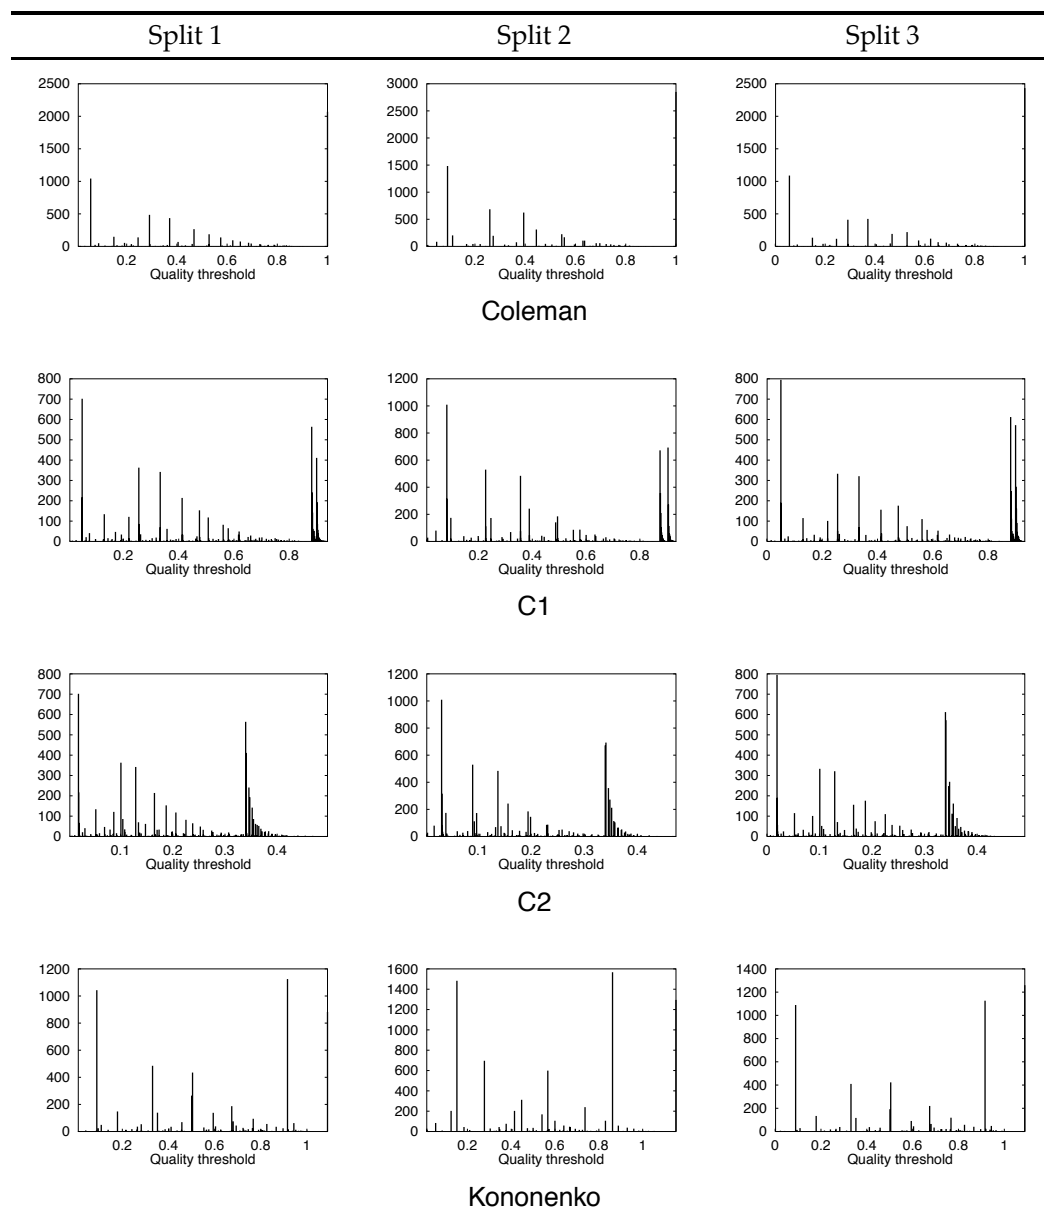 Split 1 Split 2 Split 3
2500 3000 2500
2000 2500 2000
1500 2000 1500
1000 1500 1000
500 1000 500
0 500 0
0
0.2 0.4 0.6 0.8 1 0.2 0.4 0.6 0.8 1 0 0.2 0.4 0.6 0.8 1
Quality threshold Quality threshold Quality threshold
Coleman
800 1200 800
700 1000 700
600 800 600
500 600 500
400 400 400
300 200 300
200 0 200
100 100
0 0
0.2 0.4 0.6 0.8 0.2 0.4 0.6 0.8 0 0.2 0.4 0.6 0.8
Quality threshold Quality threshold Quality threshold
C1
800 1200 800
700 1000 700
600 800 600
500 600 500
400 400 400
300 200 300
200 0 200
100 100
0 0
0.1 0.2 0.3 0.4 0.1 0.2 0.3 0.4 0 0.1 0.2 0.3 0.4
Quality threshold Quality threshold Quality threshold
C2
1200 1600 1400
1000 1400 1200
800 1200 1000
600 1000 800
400 800 600
200 600 400
0 400 200
200 0
0
0.2 0.4 0.6 0.8 1 0.2 0.4 0.6 0.8 1 0 0.2 0.4 0.6 0.8 1
Quality threshold Quality threshold Quality threshold
Kononenko